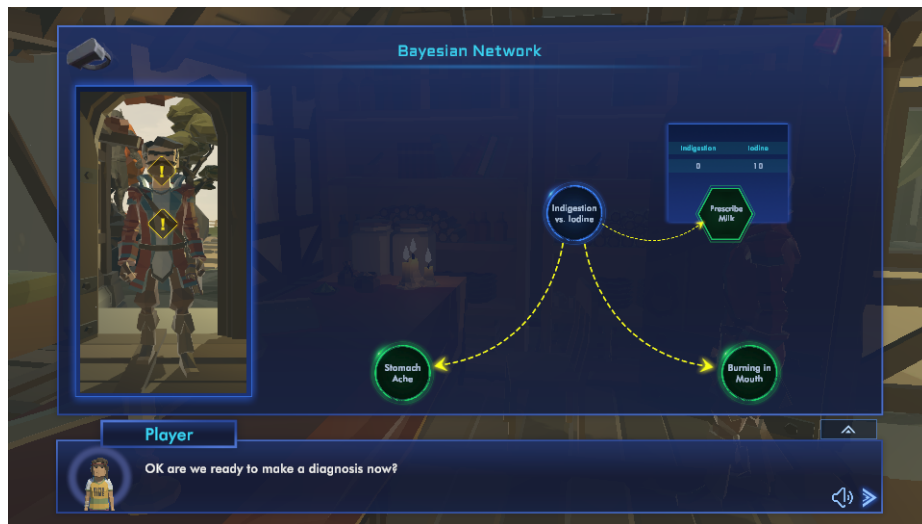 Bayesian Network
!
!
Indigestion Iodine
0 10
Indigestion
vs. Iodine
Prescribe
Milk
Stomach
Ache
Burning in
Mouth
Player
OK are we ready to make a diagnosis now?